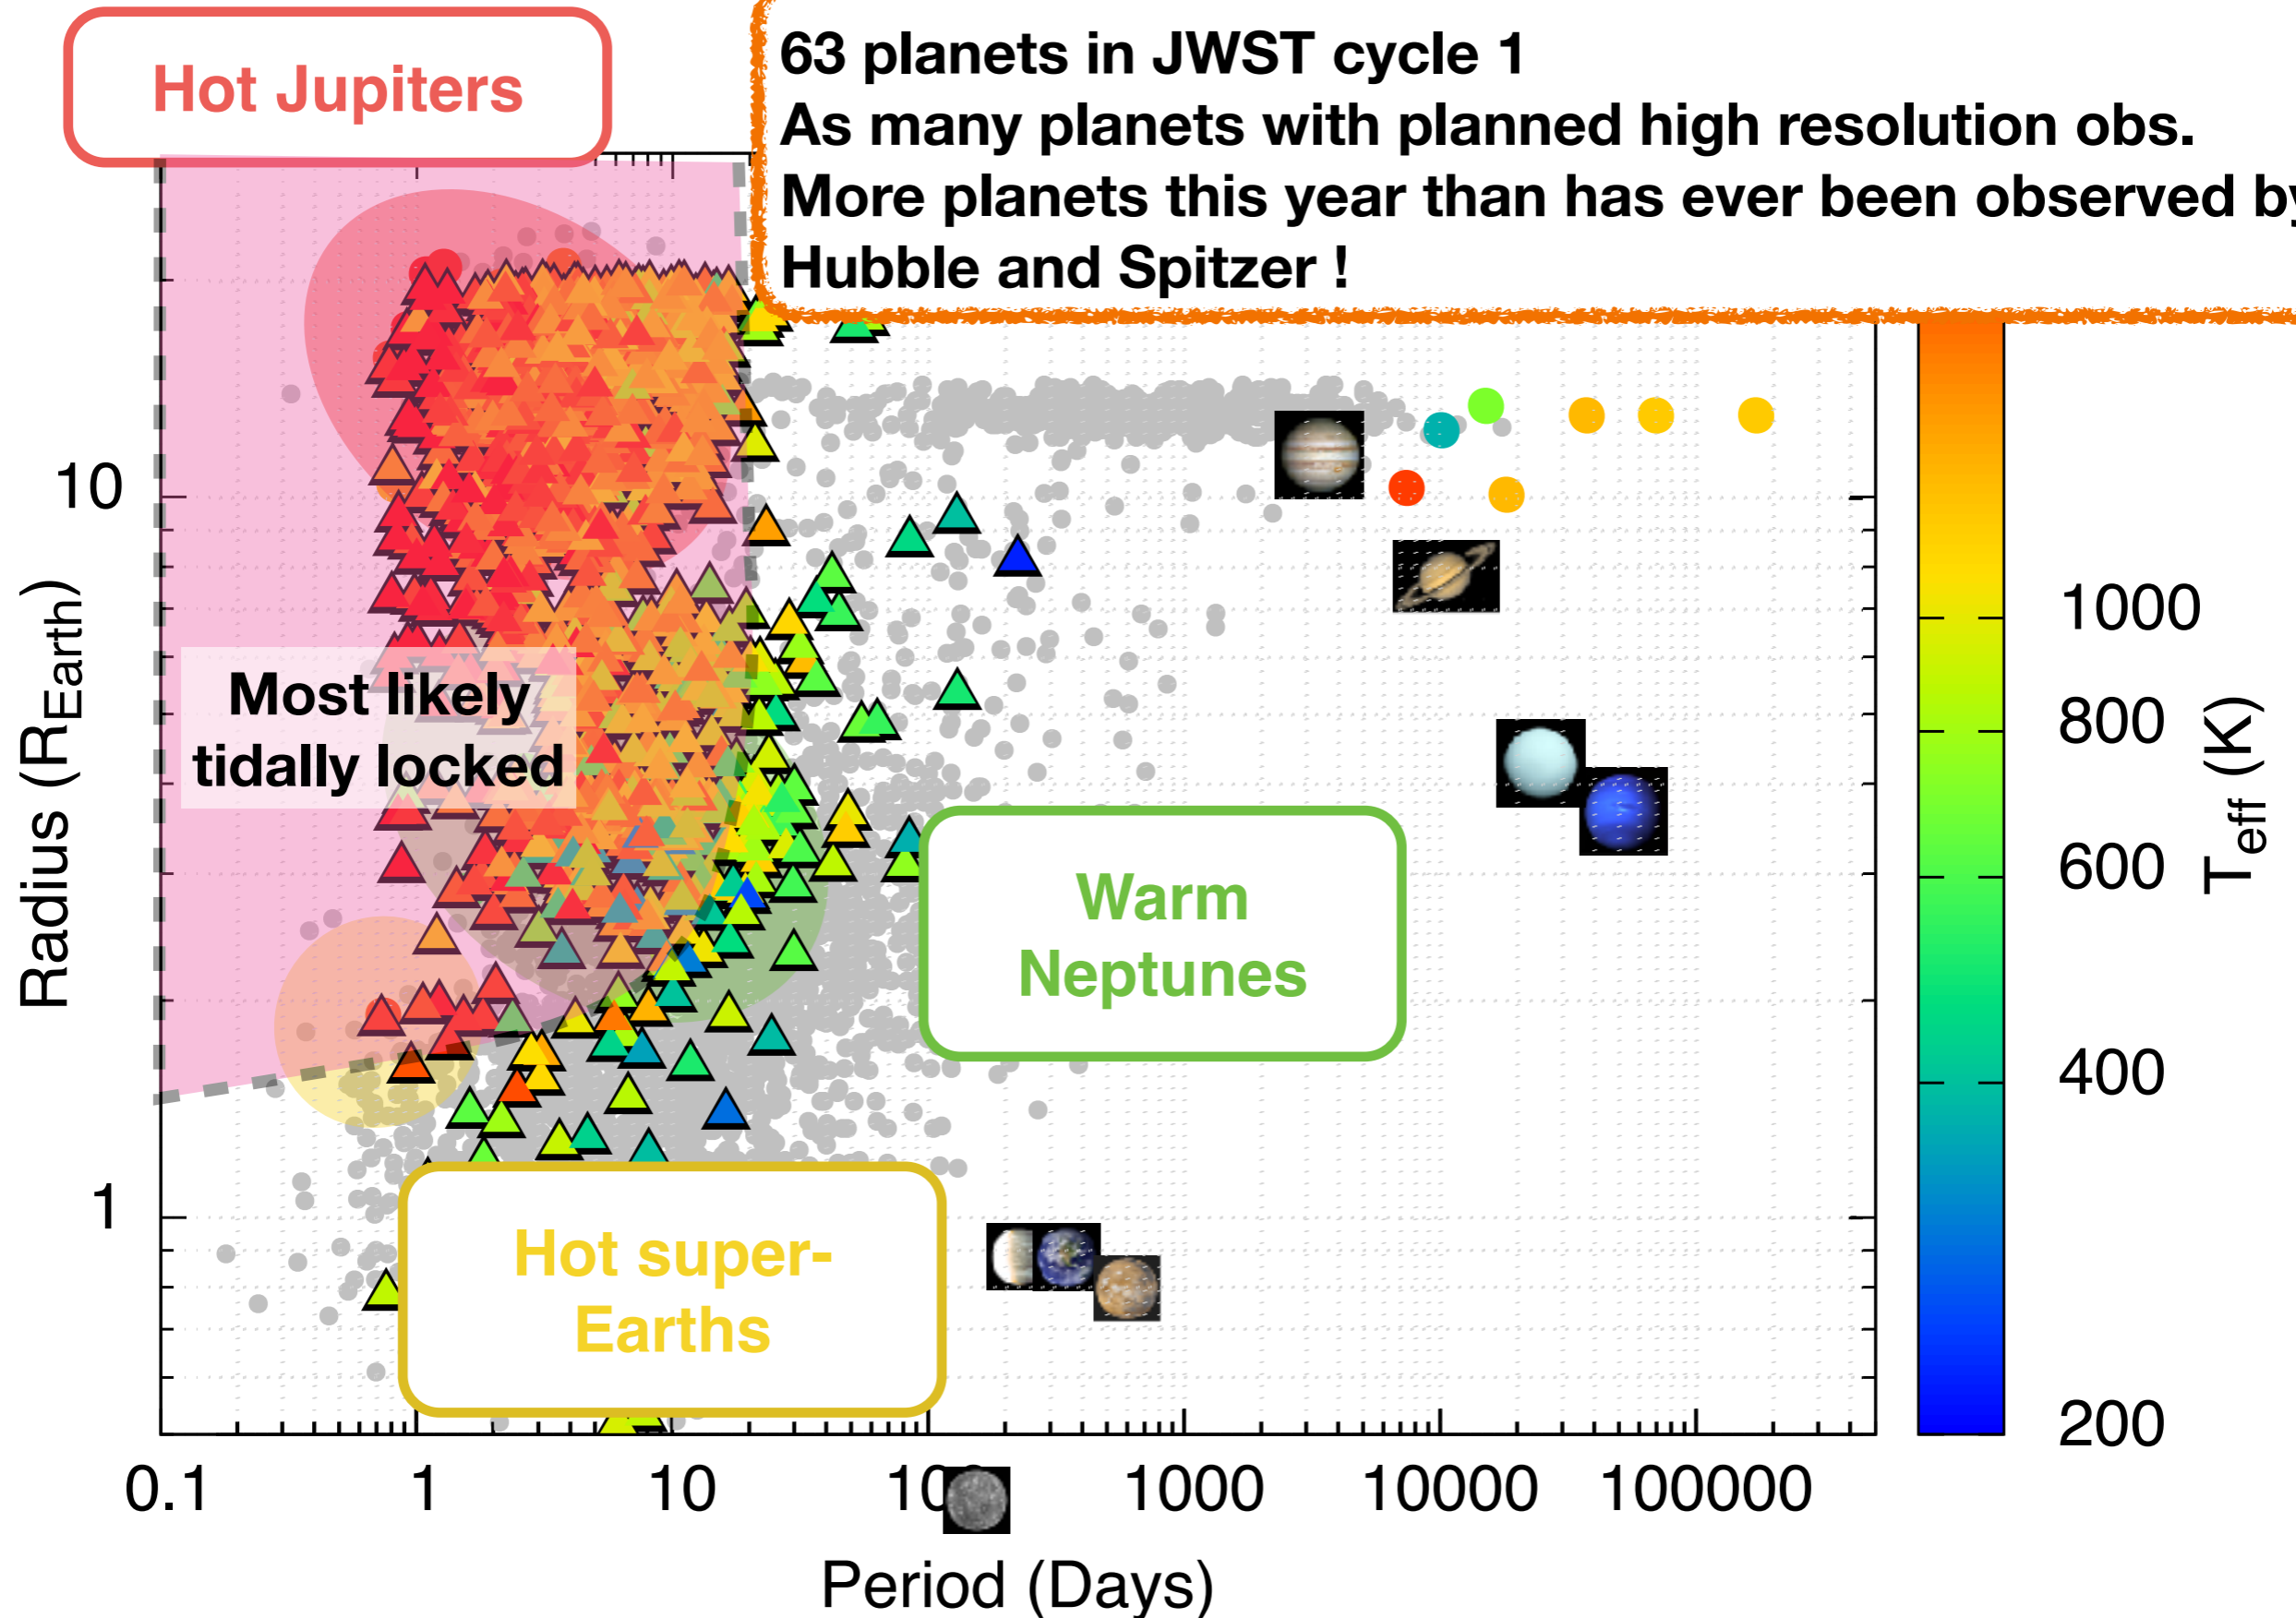 Hot Jupiters
63 planets in JWST cycle 1
As many planets with planned high resolution obs.
More planets this year than has ever been observed by
Hubble and Spitzer !
10
1
Radius (REarth)
Most likely
tidally locked
Warm
Neptunes
Hot super-
Earths
1000
800
600
400
200
Teff (K)
0.1
1
10
100
1000
10000
100000
Period (Days)